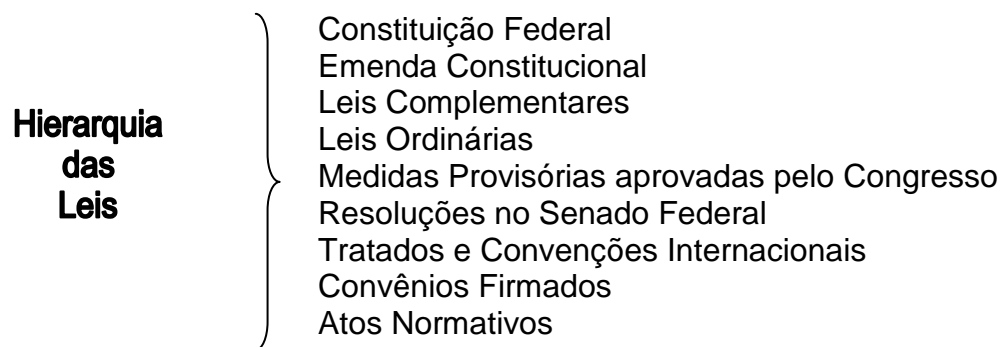 Hierarquia
das
Leis
Constituição Federal
Emenda Constitucional
Leis Complementares
Leis Ordinárias
Medidas Provisórias aprovadas pelo Congresso
Resoluções no Senado Federal
Tratados e Convenções Internacionais
Convênios Firmados
Atos Normativos